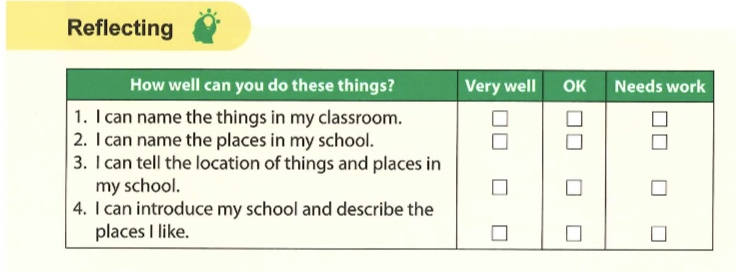 Reflecting
How well can you do these things? Very well OK Needs work
1. I can name the things in my classroom.
2. I can name the places in my school.
3. I can tell the location of things and places in
my school.
4. I can introduce my school and describe the
places I like.